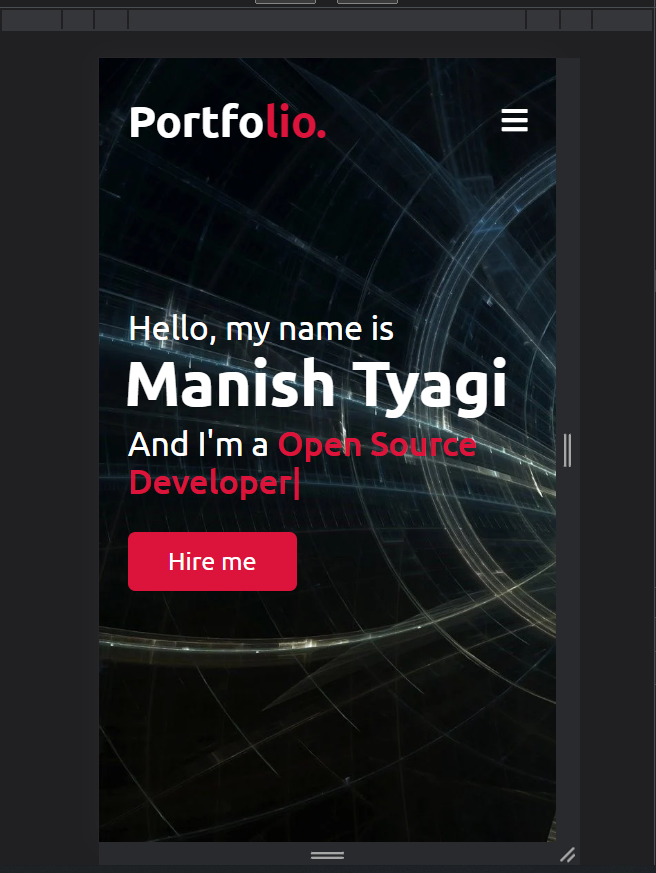 Portfolio.
Hello, my name is
Manish Tyagi
And I'm a Open Source
Developer|
Hire me